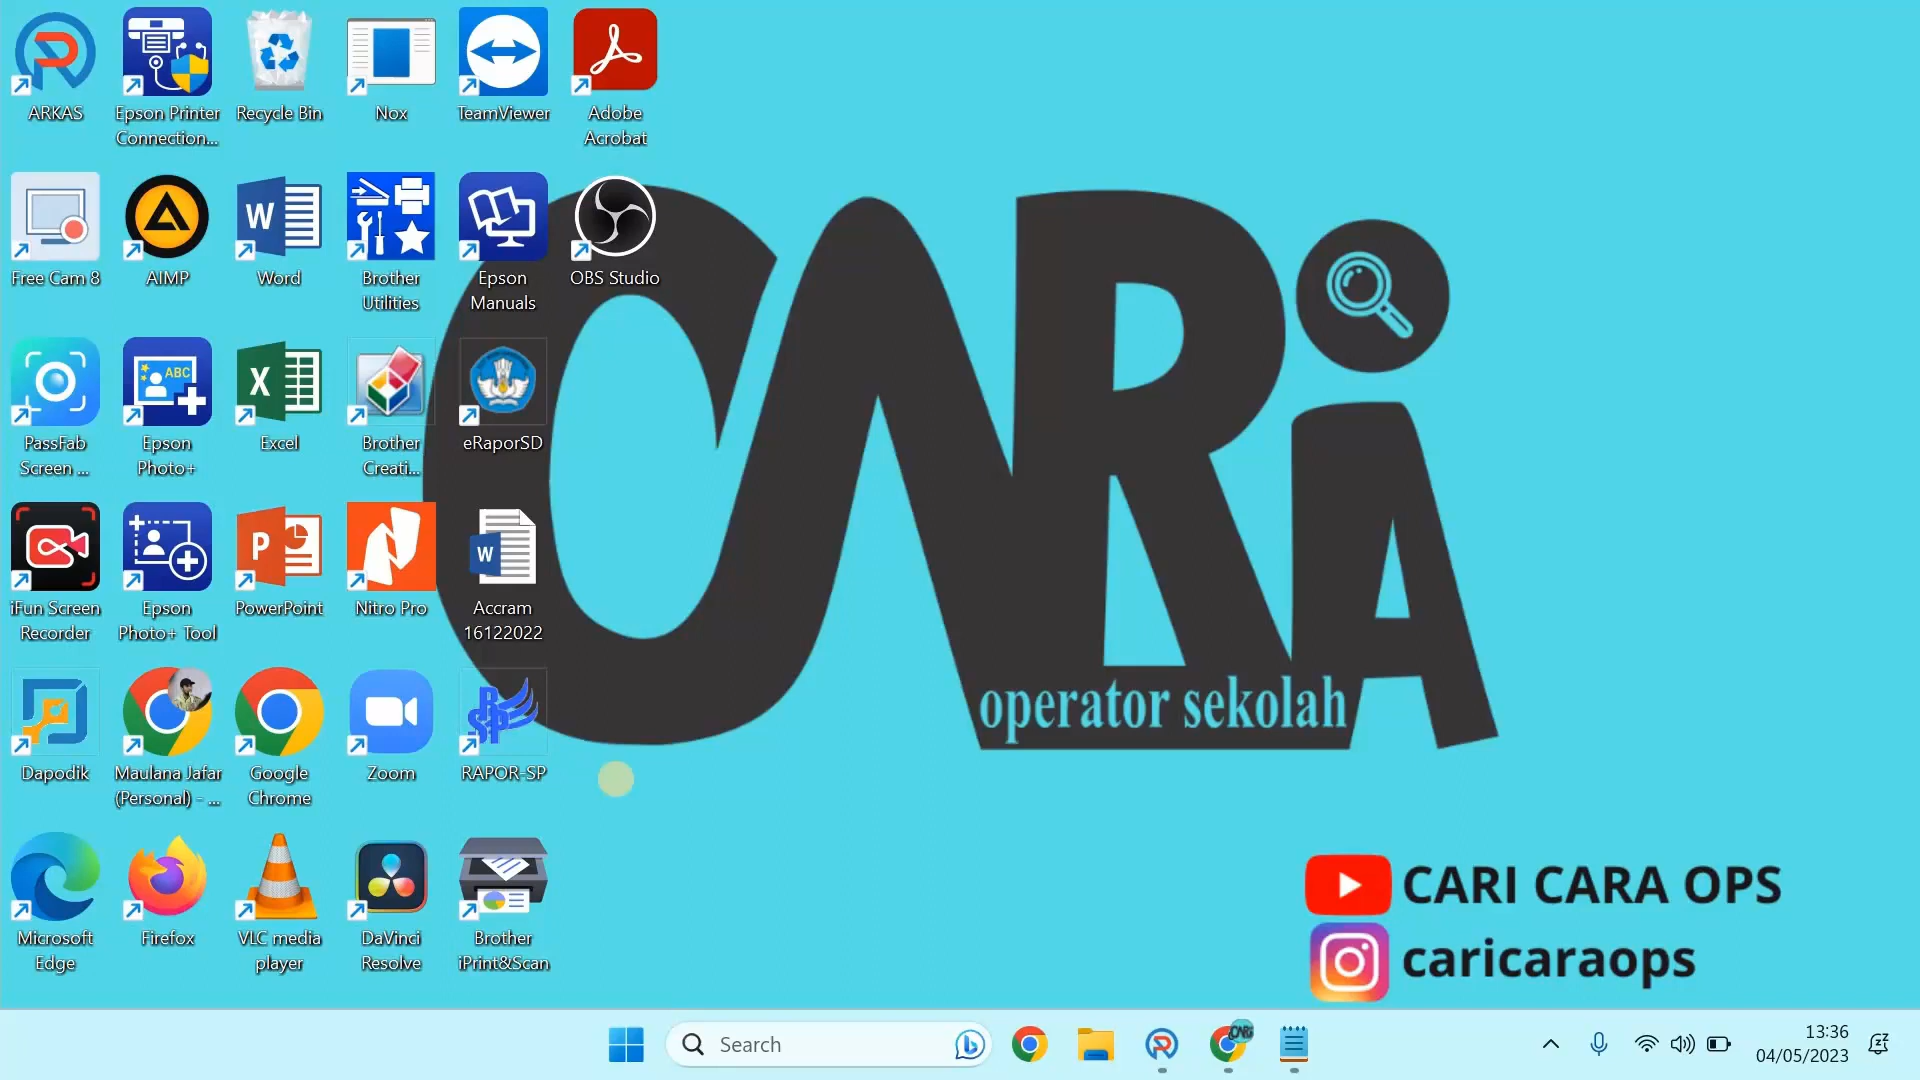 ARKAS
Epson Printer
Connection...
Recycle Bin
Nox
TeamViewer
Adobe
Acrobat
Free Cam 8
AIMP
Word
Brother
Utilities
Epson
Manuals
OBS Studio
PassFab
Screen ...
Epson
Photo+
Excel
Brother
Creati...
eRaporSD
iFun Screen
Recorder
Epson
Photo+ Tool
PowerPoint
Nitro Pro
Accram
16122022
Dapodik
Maulana Jafar
(Personal) - ...
Google
Chrome
Zoom
RAPOR-SP
Microsoft
Edge
Firefox
VLC media
player
DaVinci
Resolve
Brother
iPrint&Scan
CARi
CARA
operator sekolah
CARI CARA OPS
caricaraops
Search
13:36
04/05/2023